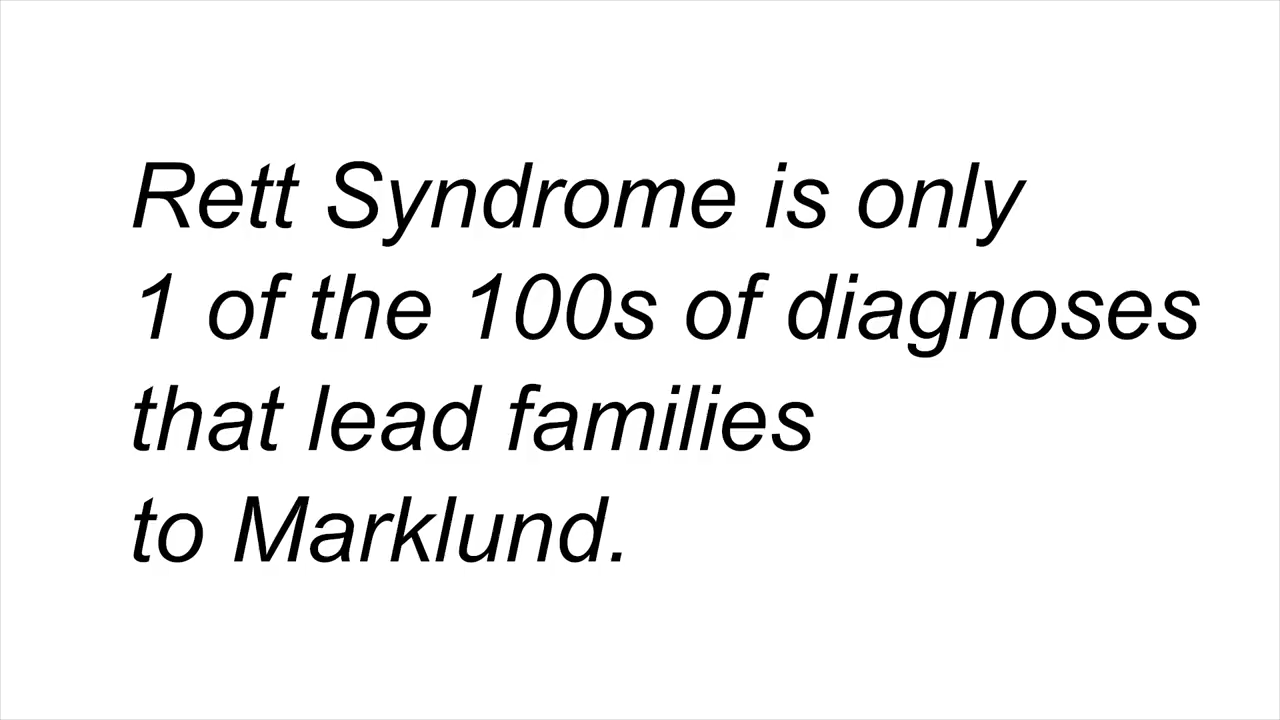 Rett Syndrome is only
1 of the 100s of diagnoses
that lead families
to Marklund.